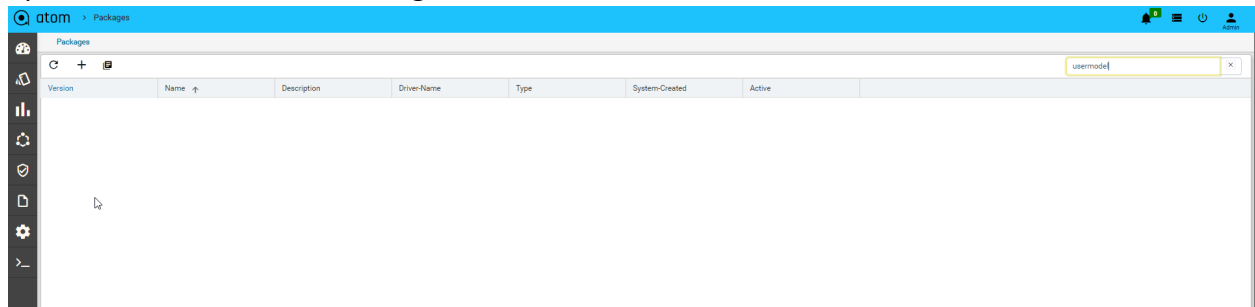 atom > Packages
0
Admin
Packages
usermodel
Version Name Description Driver-Name Type System-Created Active